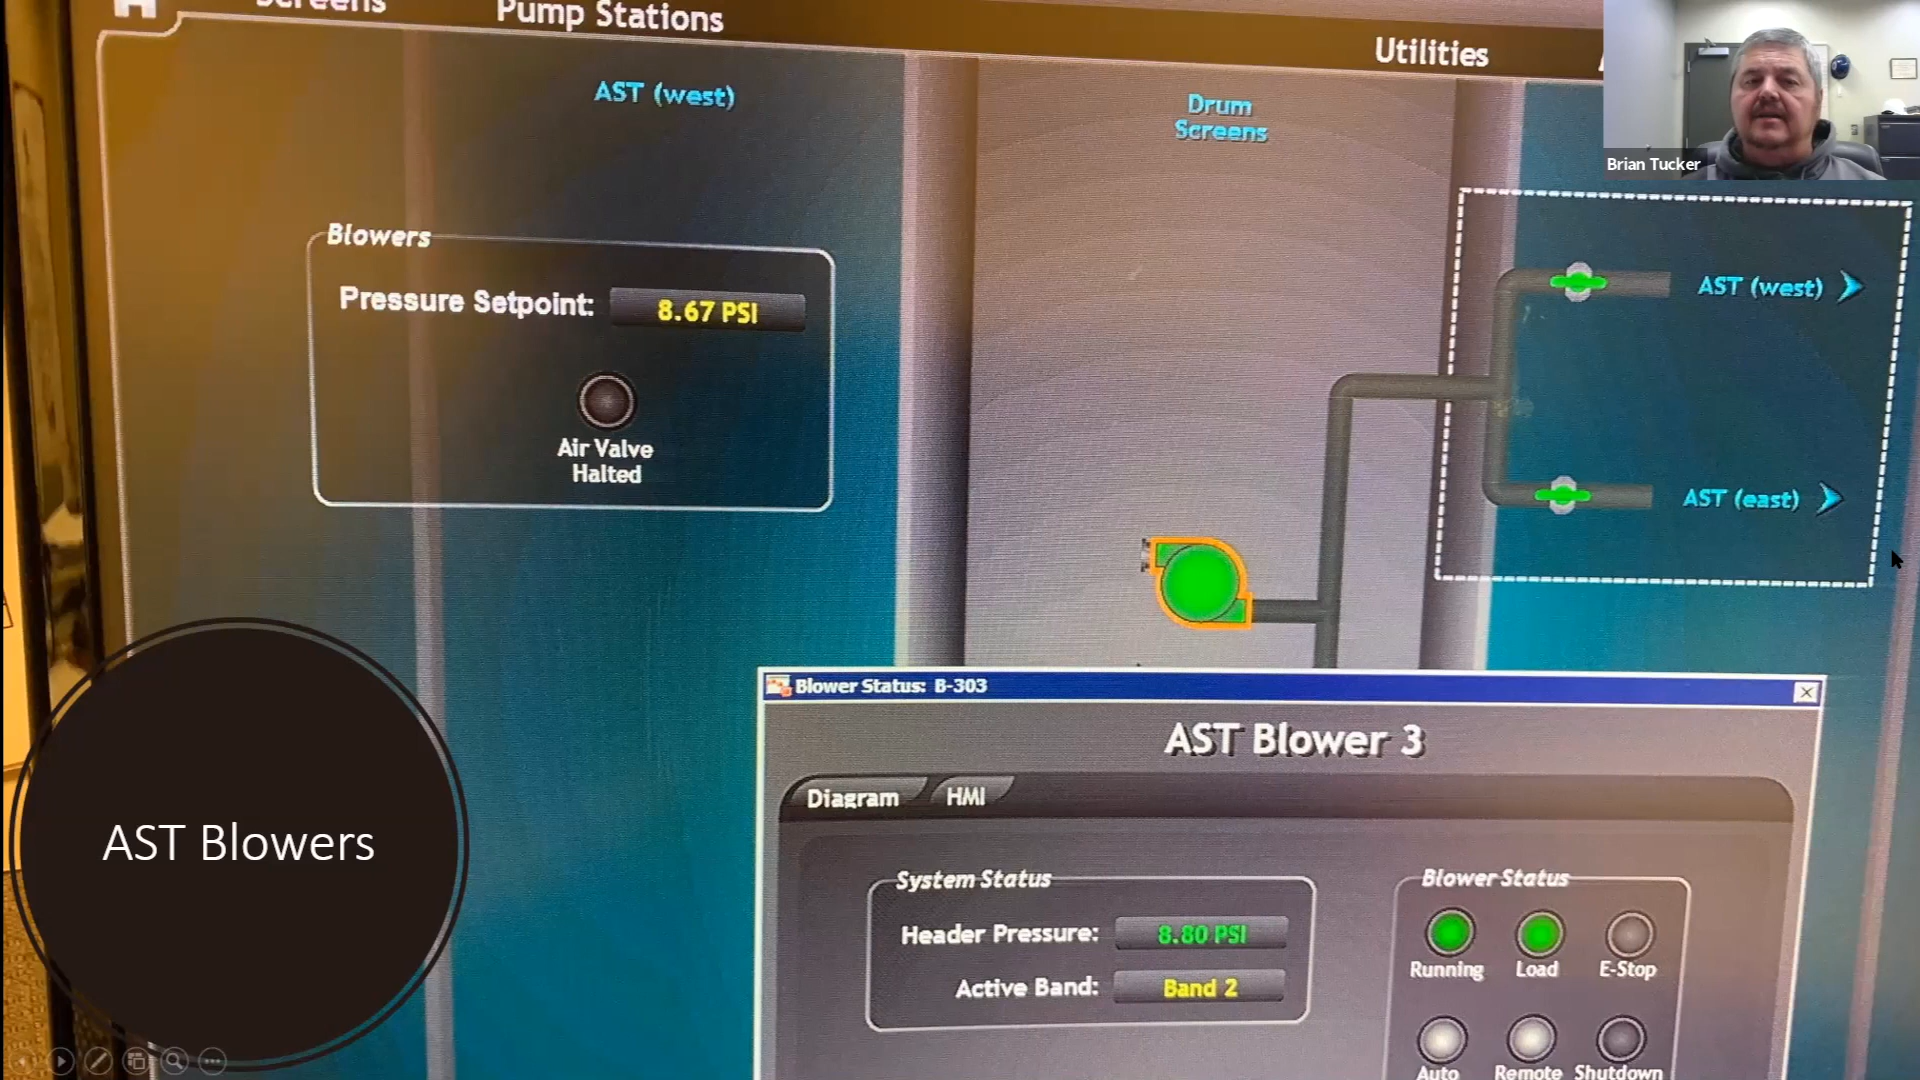 Pump Stations
Utilities
AST (west)
Drum
Screens
Brian Tucker
Blowers
Pressure Setpoint: 8.67 PSI
Air Valve
Halted
AST (west)
AST (east)
Blower Status: B-303
AST Blower 3
Diagram HMI
AST Blowers
System Status
Header Pressure: 8.80 PSI
Active Band: Band 2
Blower Status
Running Load E-Stop
Auto Remote Shutdown